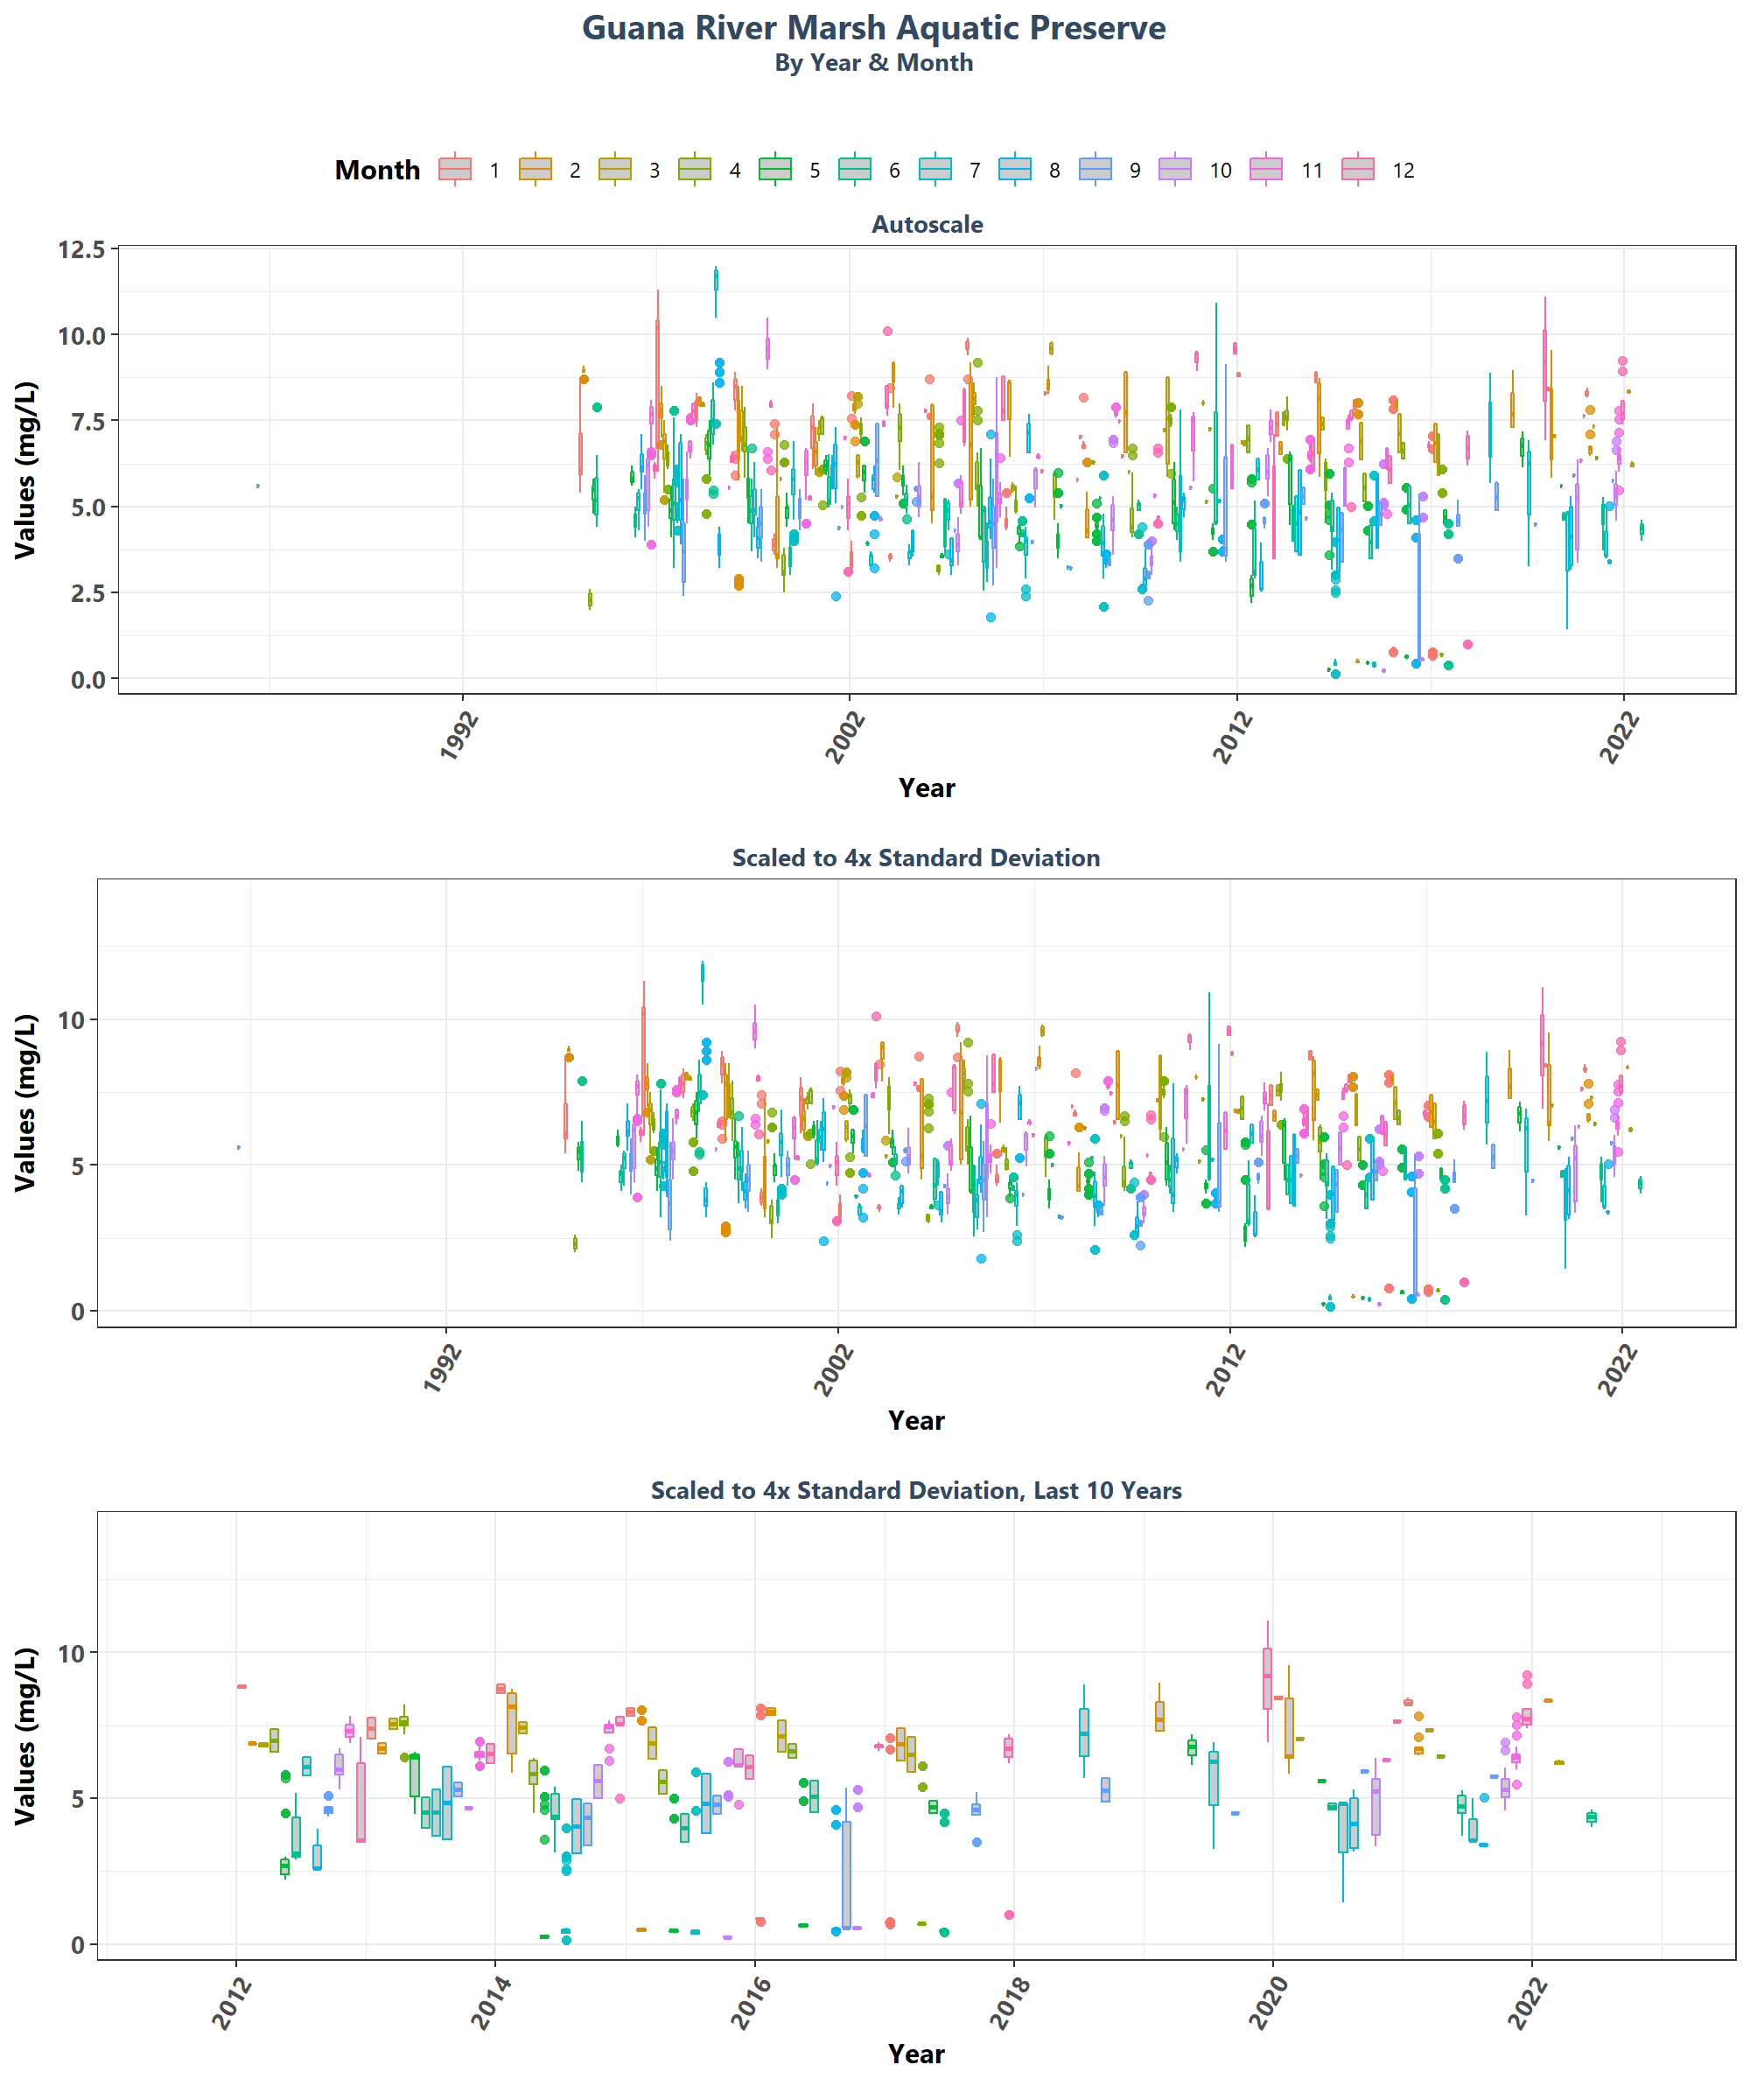 Guana River Marsh Aquatic Preserve
By Year & Month
Month 1 2 3 4 5 6 7 8 9 10 11 12
Autoscale
12.5
10.0
7.5
5.0
2.5
0.0
Values (mg/L)
1992 2002 2012 2022
Year
Scaled to 4x Standard Deviation
10
5
0
Values (mg/L)
1992 2002 2012 2022
Year
Scaled to 4x Standard Deviation, Last 10 Years
10
5
0
Values (mg/L)
2012 2014 2016 2018 2020 2022
Year